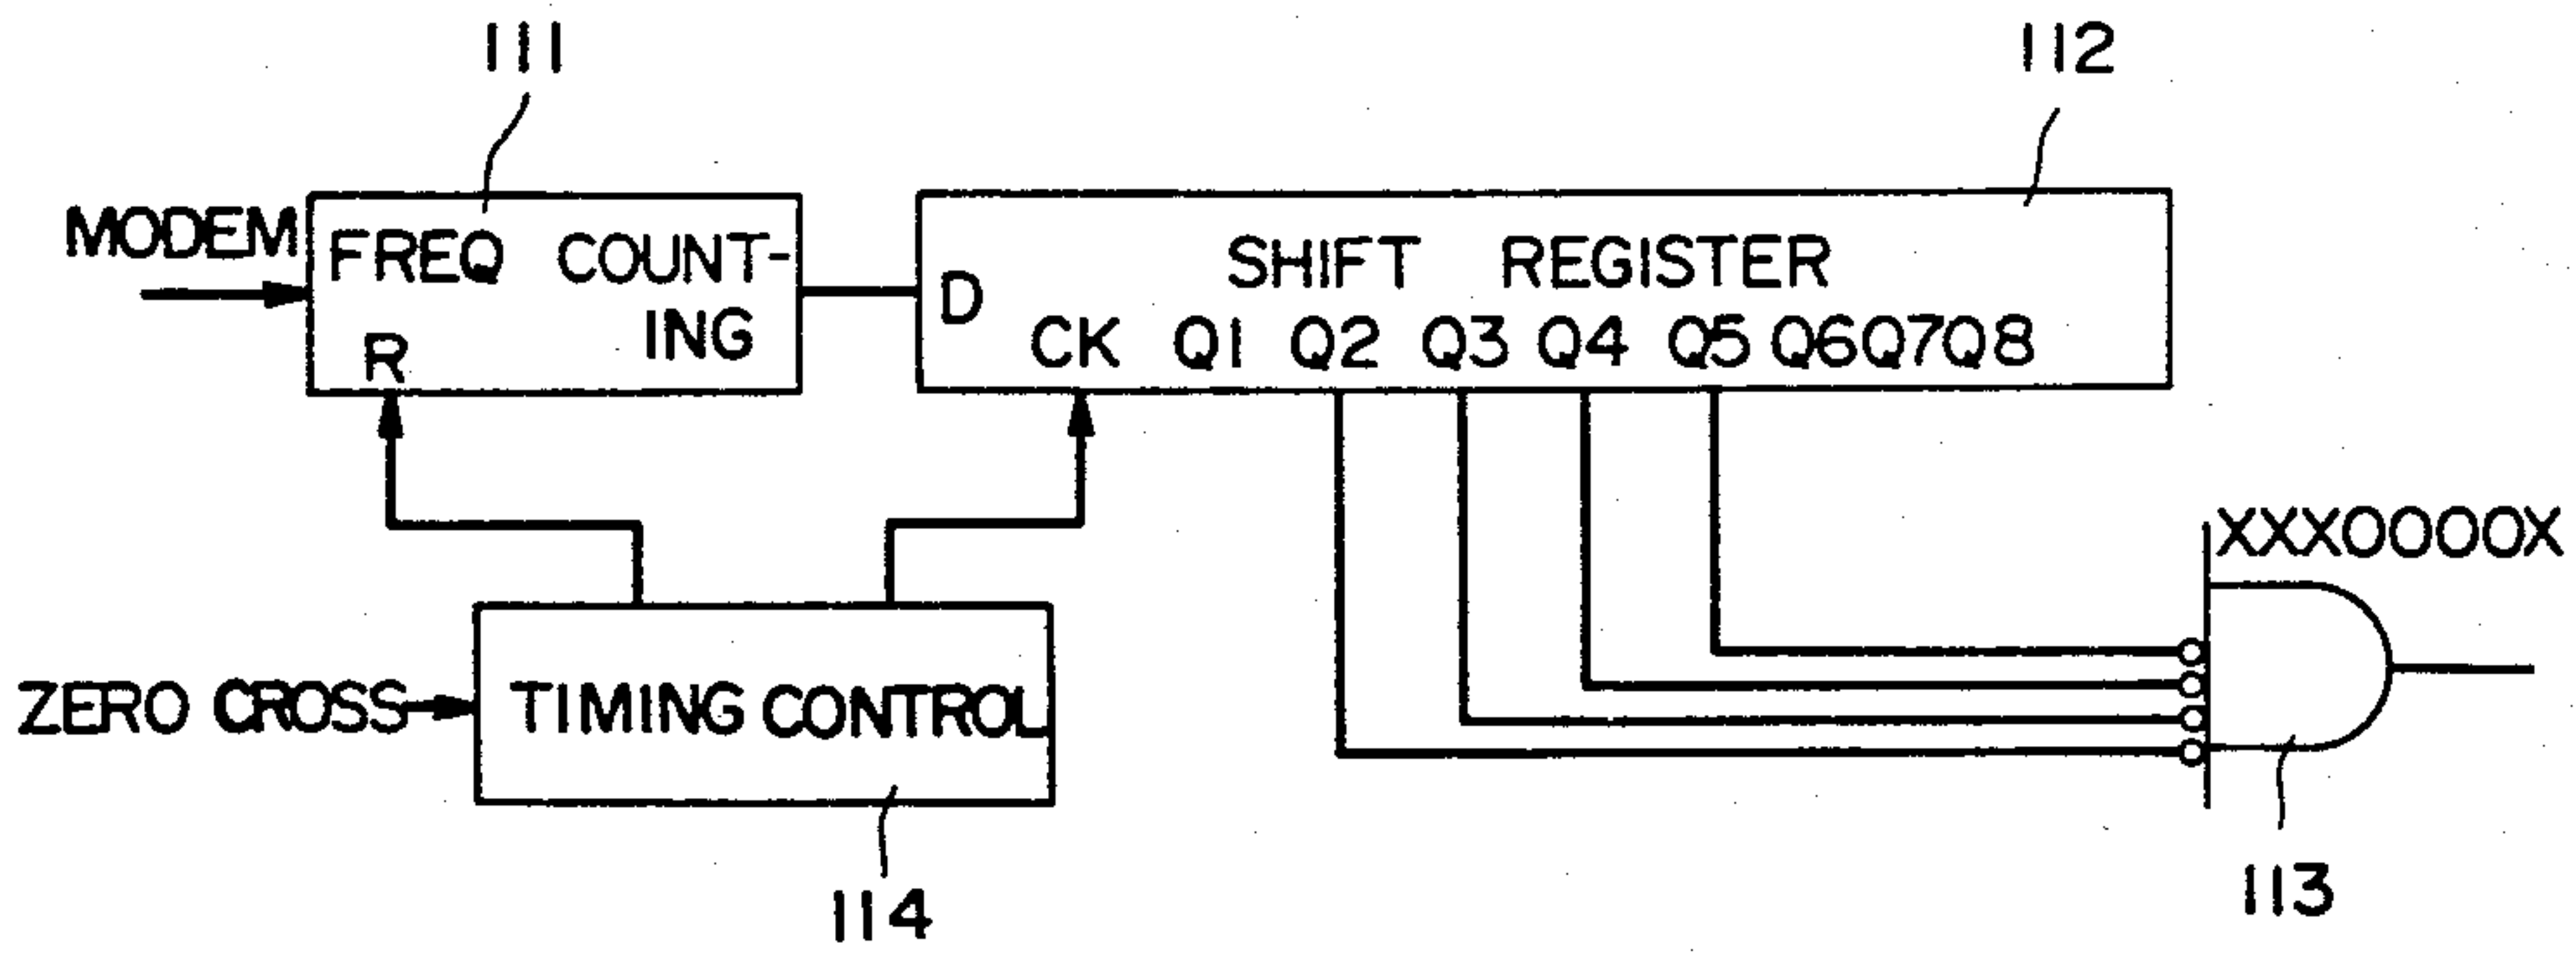 111
112
MODEM
FREQ COUNT-
ING
R
SHIFT REGISTER
D
CK Q1 Q2 Q3 Q4 Q5 Q6Q7Q8
XXX0000X
ZERO CROSS
TIMING CONTROL
113
114